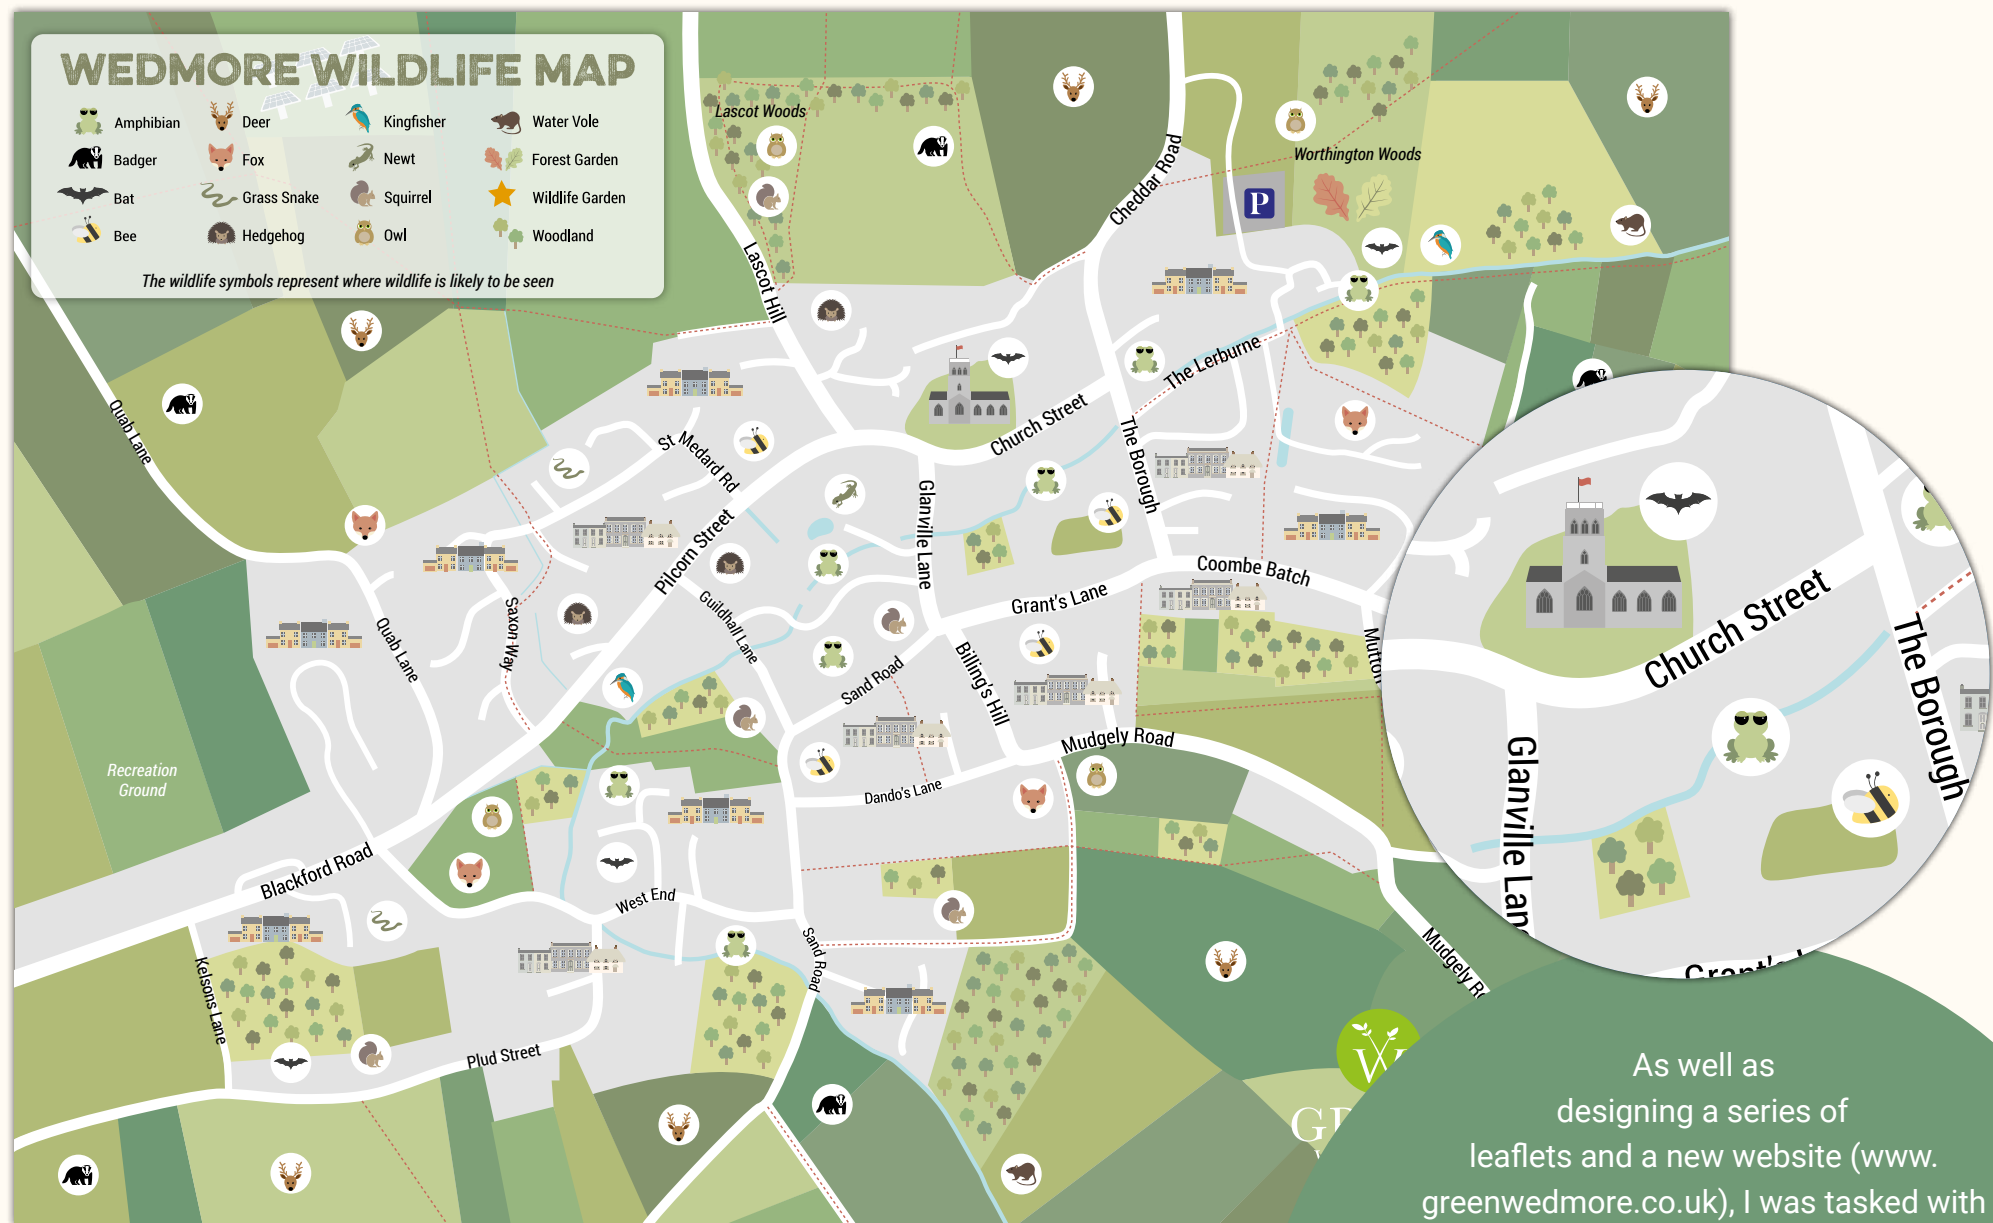 WEDMORE WILDLIFE MAP
Amphibian
Deer
Kingfisher
Water Vole
Badger
Fox
Newt
Forest Garden
Bat
Grass Snake
Squirrel
Wildlife Garden
Bee
Hedgehog
Owl
Woodland
The wildlife symbols represent where wildlife is likely to be seen
Lascot Woods
Worthington Woods
P
Cheddar Road
Lascot Hill
The Lerburne
Church Street
The Borough
Quab Lane
St Medard Rd
Pilcorn Street
Glanville Lane
Coombe Batch
Grant's Lane
Saxon Way
Guildhall Lane
Quab Lane
Sand Road
Billing's Hill
Mutton
Mudgely Road
Recreation
Ground
Dando's Lane
Blackford Road
West End
Sand Road
Kelsons Lane
Plud Street
Mudgely
Church Street
The Borough
Glanville
Grant's
W
As well as
designing a series of
leaflets and a new website (www.
greenwedmore.co.uk), I was tasked with